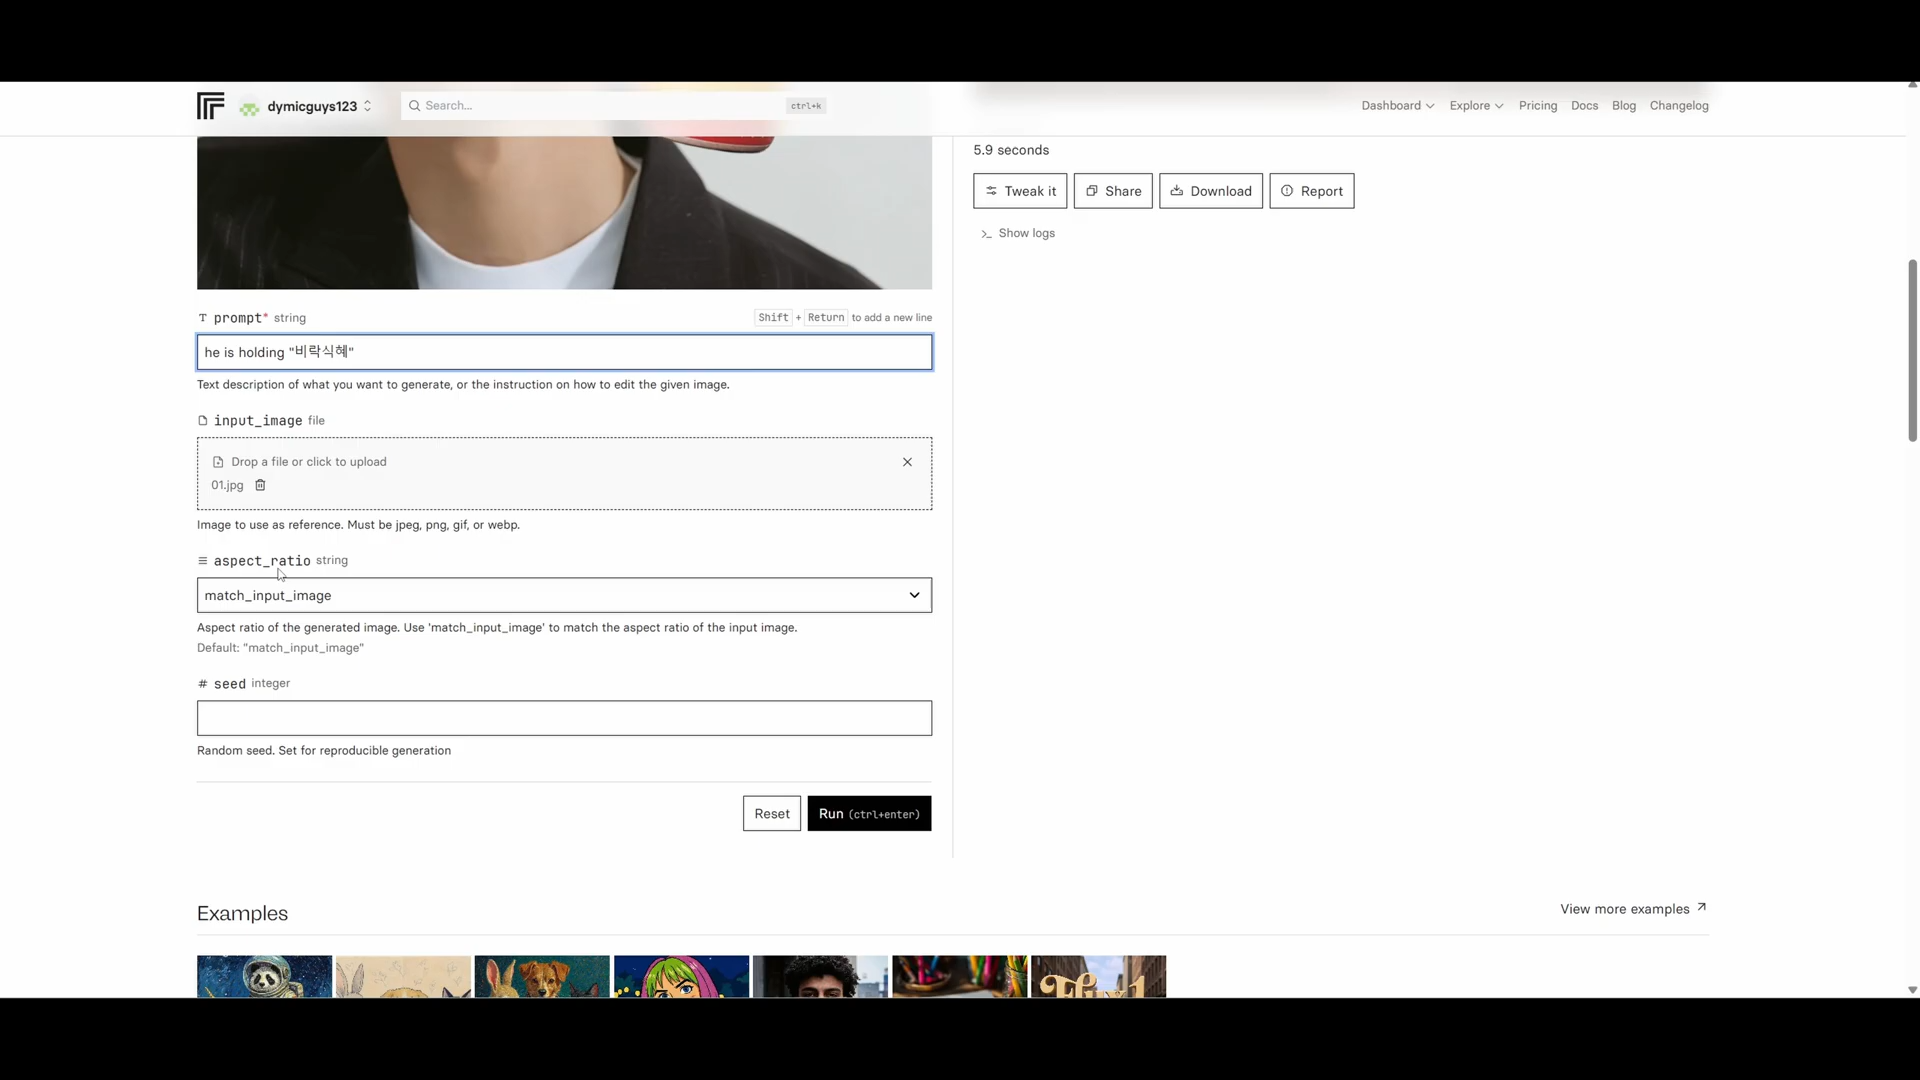 dymicguys123
Search...
ctrl+k
Dashboard
Explore
Pricing
Docs
Blog
Changelog
prompt* string
Shift + Return to add a new line
he is holding "비락식혜"
Text description of what you want to generate, or the instruction on how to edit the given image.
input_image file
Drop a file or click to upload
01.jpg
Image to use as reference. Must be jpeg, png, gif, or webp.
aspect_ratio string
match_input_image
Aspect ratio of the generated image. Use 'match_input_image' to match the aspect ratio of the input image.
Default: "match_input_image"
# seed integer
Random seed. Set for reproducible generation
Reset
Run (ctrl+enter)
5.9 seconds
Tweak it
Share
Download
Report
Show logs
Examples
View more examples
Flux.1